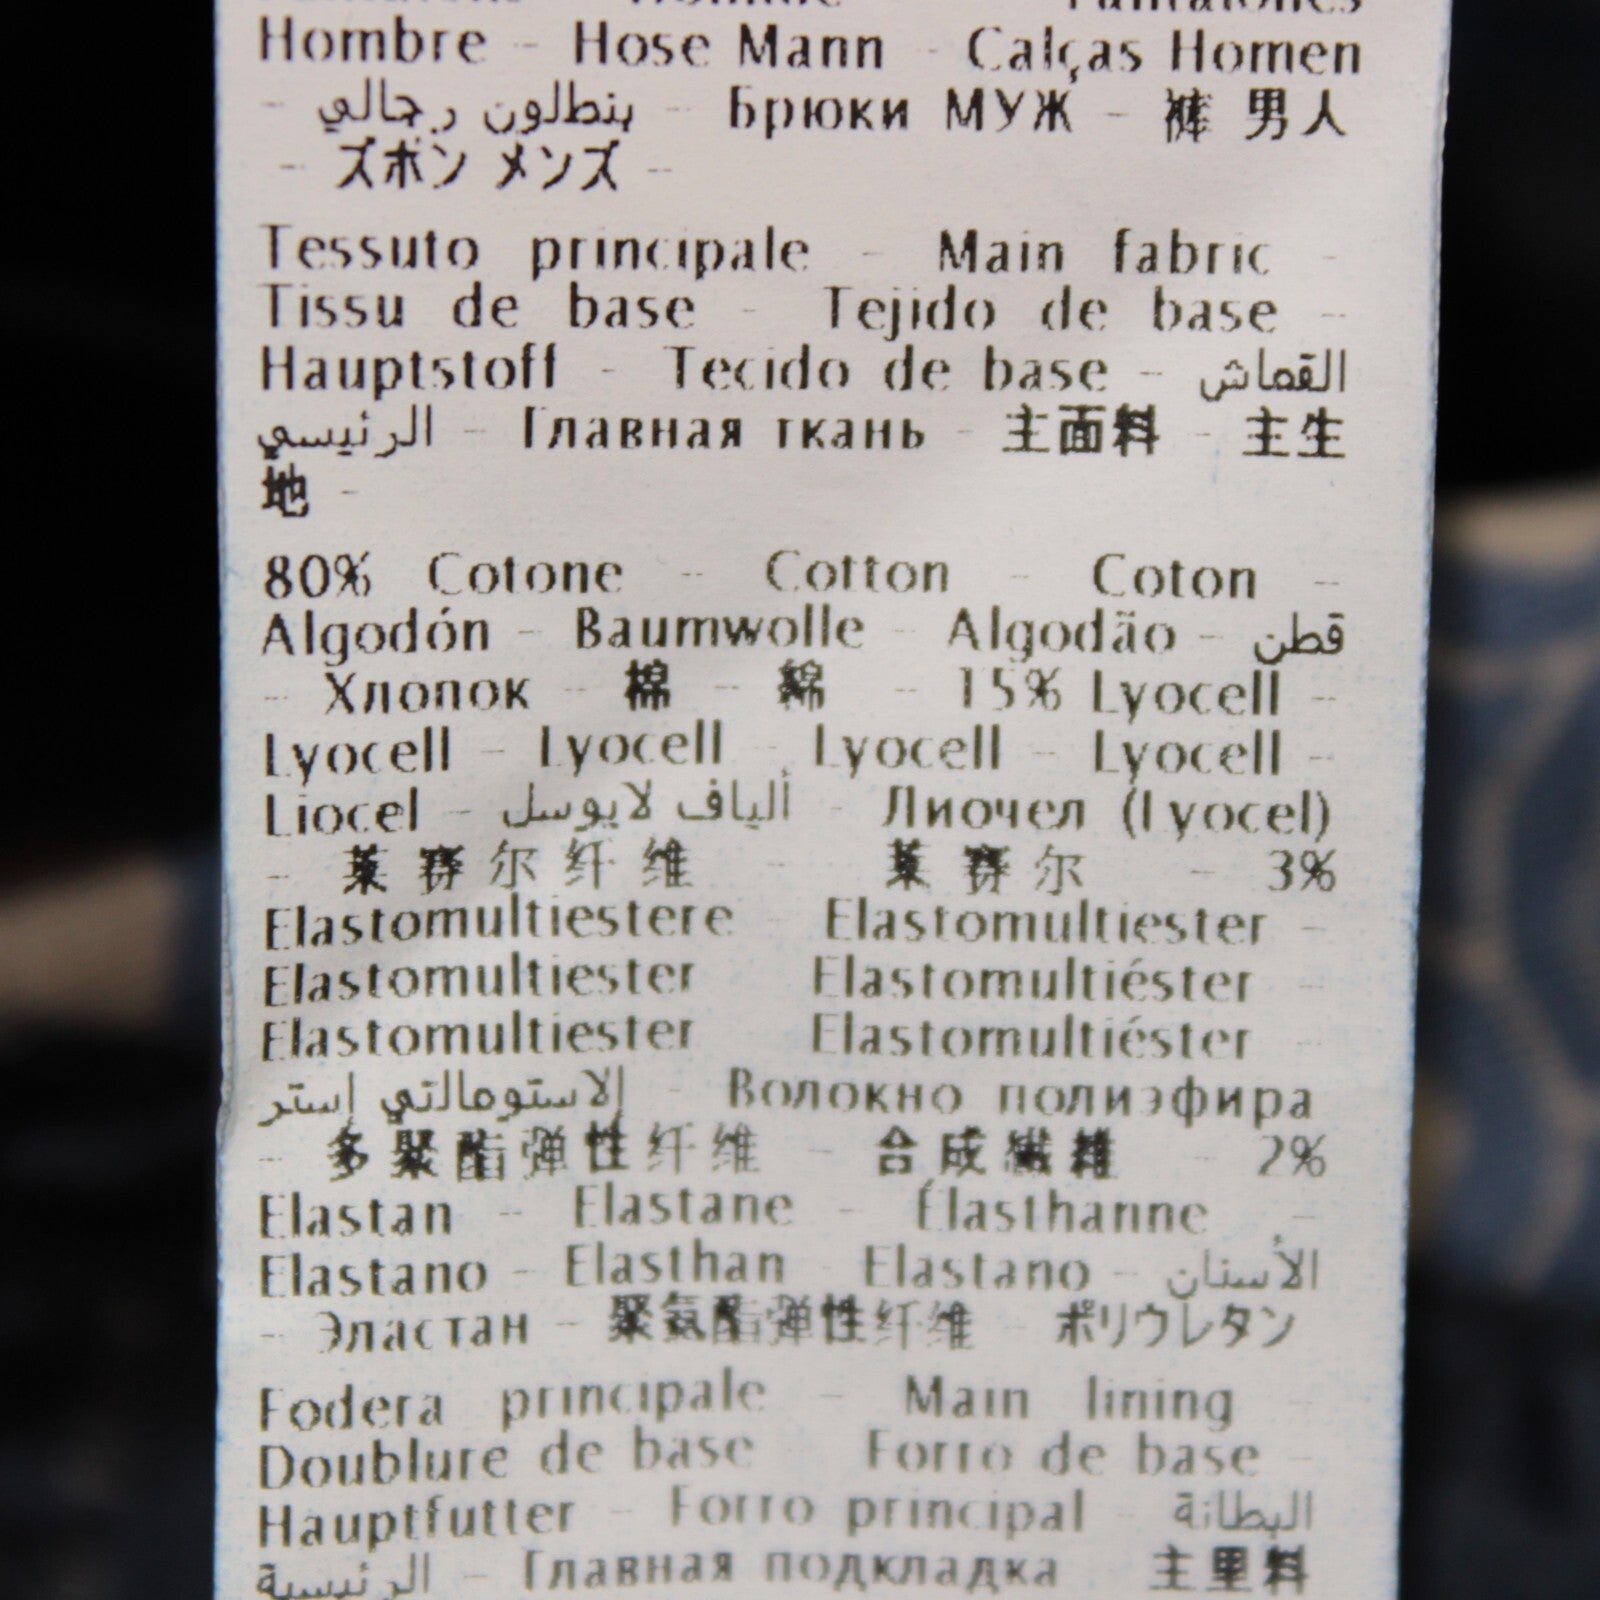 Hombre - Hose Mann - Calças Homen
- بنطلون رجالي - Брюки МУЖ - 裤 男人
- ズボン メンズ -
Tessuto principale - Main fabric -
Tissu de base - Tejido de base -
Hauptstoff - Tecido de base - القماش
الرئيسي - Главная ткань - 主面料 - 主生
地 -
80% Cotone - Cotton - Coton -
Algodón - Baumwolle - Algodão - قطن
- Хлопок - 棉 - 綿 - 15% Lyocell -
Lyocell - Lyocell - Lyocell - Lyocell -
Liocel - ألياف لايوسل - Лиочел (Lyocel)
- 莱赛尔纤维 - 莱赛尔 - 3%
Elastomultiestere - Elastomultiester -
Elastomultiester - Elastomultiéster -
Elastomultiester - Elastomultiéster -
الاستومالتي إستر - Волокно полиэфира
- 多聚酯弹性纤维 - 合成繊維 - 2%
Elastan - Elastane - Élasthanne -
Elastano - Elasthan - Elastano - الأسنان
- Эластан - 聚氨酯弹性纤维 - ポリウレタン
Fodera principale - Main lining -
Doublure de base - Forro de base -
Hauptfutter - Forro principal - البطانة
الرئيسية - Главная подкладка - 主里料